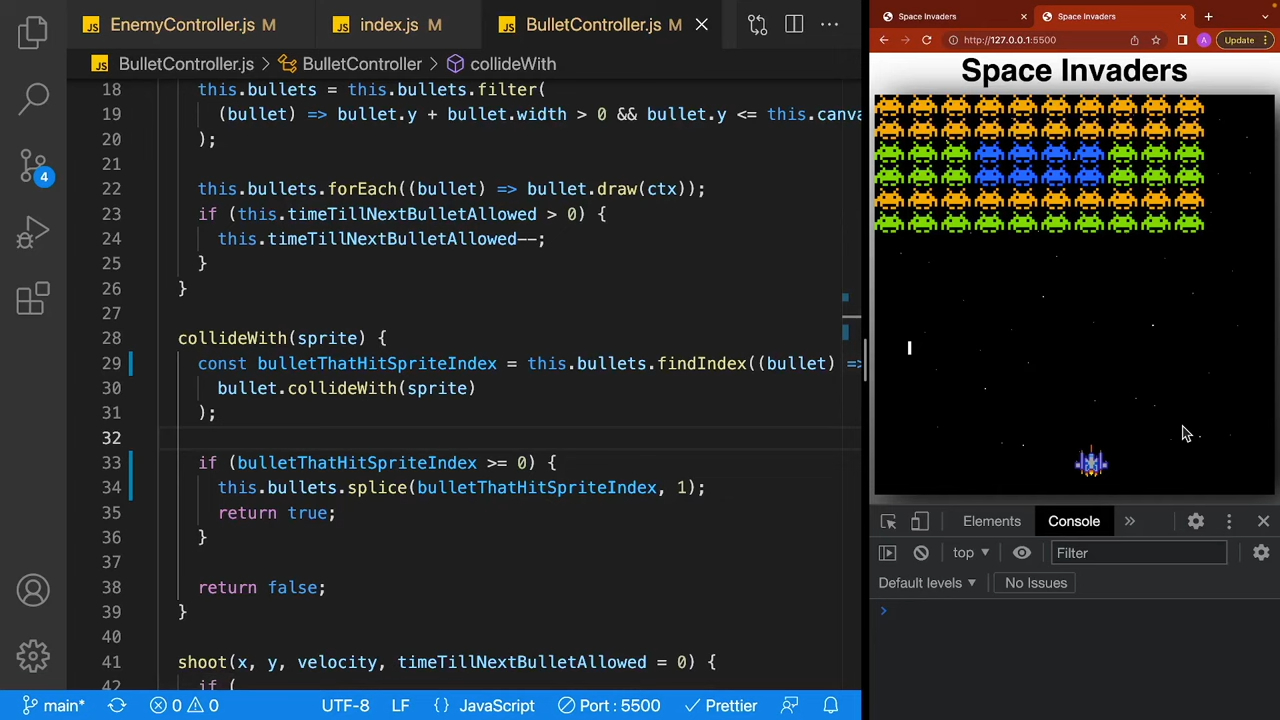 EnemyController.js M
index.js M
BulletController.js M
BulletController.js > BulletController > collideWith
18 this.bullets = this.bullets.filter(
19 (bullet) => bullet.y + bullet.width > 0 && bullet.y <= this.canva
20 );
21
22 this.bullets.forEach((bullet) => bullet.draw(ctx));
23 if (this.timeTillNextBulletAllowed > 0) {
24 this.timeTillNextBulletAllowed--;
25 }
26 }
27
28 collideWith(sprite) {
29 const bulletThatHitSpriteIndex = this.bullets.findIndex((bullet) =>
30 bullet.collideWith(sprite)
31 );
32
33 if (bulletThatHitSpriteIndex >= 0) {
34 this.bullets.splice(bulletThatHitSpriteIndex, 1);
35 return true;
36 }
37
38 return false;
39 }
40
41 shoot(x, y, velocity, timeTillNextBulletAllowed = 0) {
42 if (
4
main* 0 0 UTF-8 LF {} JavaScript Port : 5500 Prettier
Space Invaders
Space Invaders
http://127.0.0.1:5500
A
Update
Space Invaders
Elements Console
top Filter
Default levels No Issues